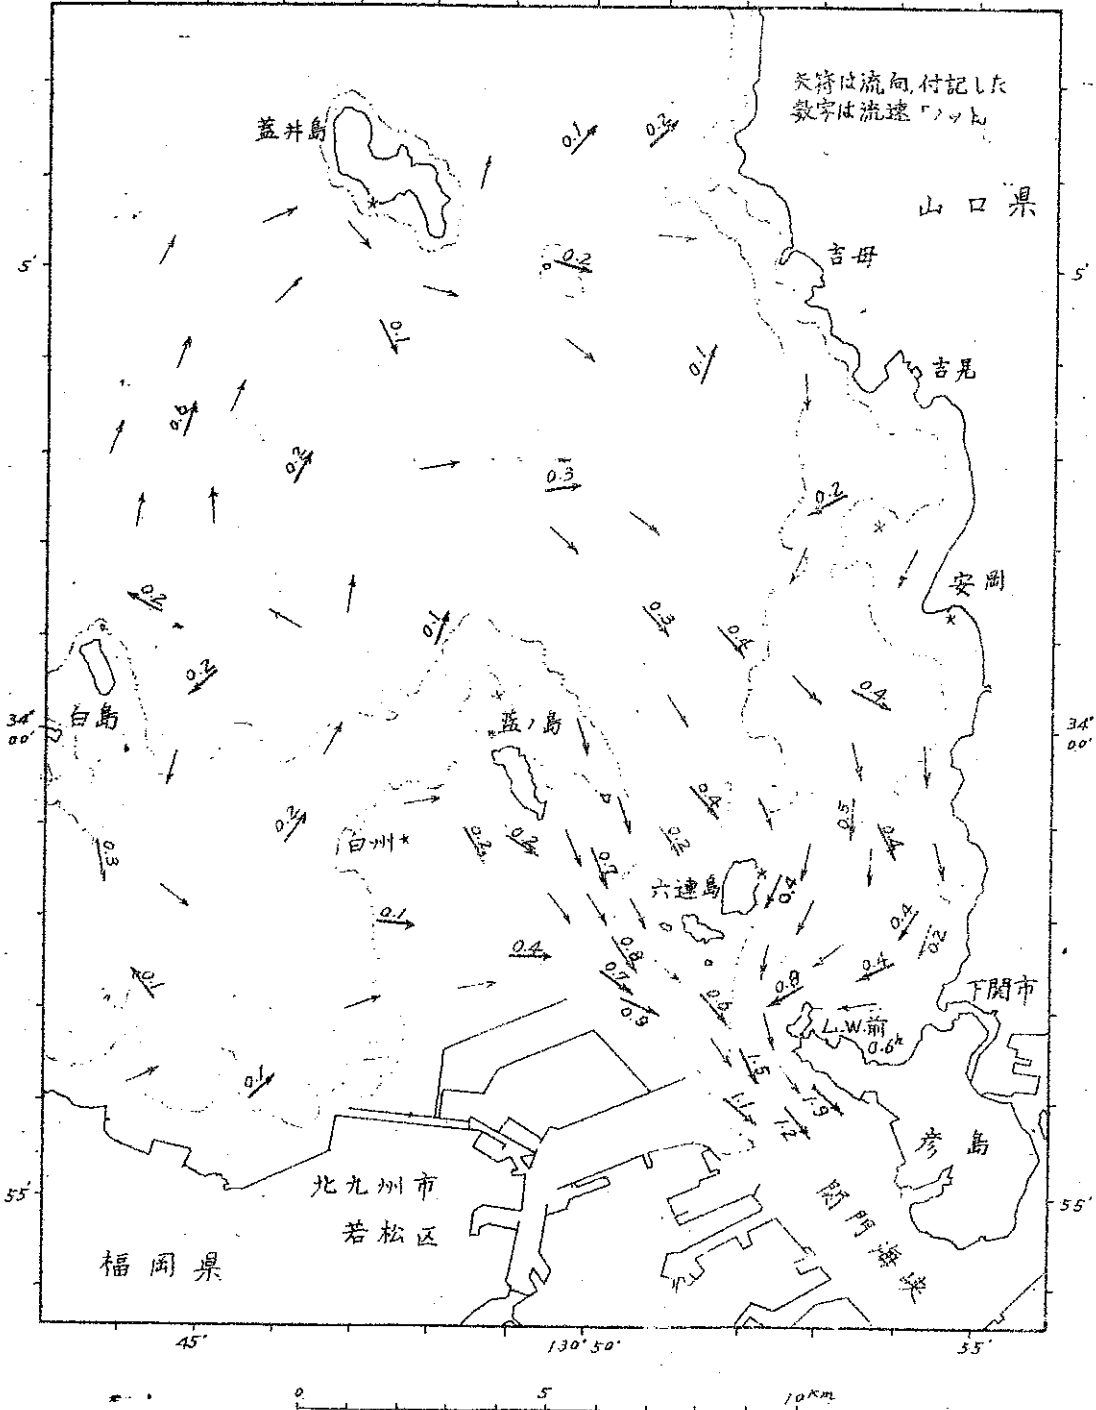 矢符は流向,付記した
数字は流速 ノット
蓋井島
0.1
0.2
山口県
吉母
5'
0.2
5'
0.1
0.1
吉見
0.3
0.2
0.2
安岡
0.2
0.1
0.3
0.4
0.2
0.4
白島
藍ノ島
34°
00'
34°
00'
0.4
0.5
0.4
0.2
白州
0.2
0.2
0.3
0.7
六連島
0.4
0.1
0.4
0.2
0.4
0.8
0.4
0.1
0.7
0.8
下関市
0.9
0.6
L.W.前
0.6k
0.1
1.5
1.1
1.9
1.2
彦島
北九州市
若松区
関門海峡
55'
55'
福岡県
45'
130°50'
55'
0 5 10km